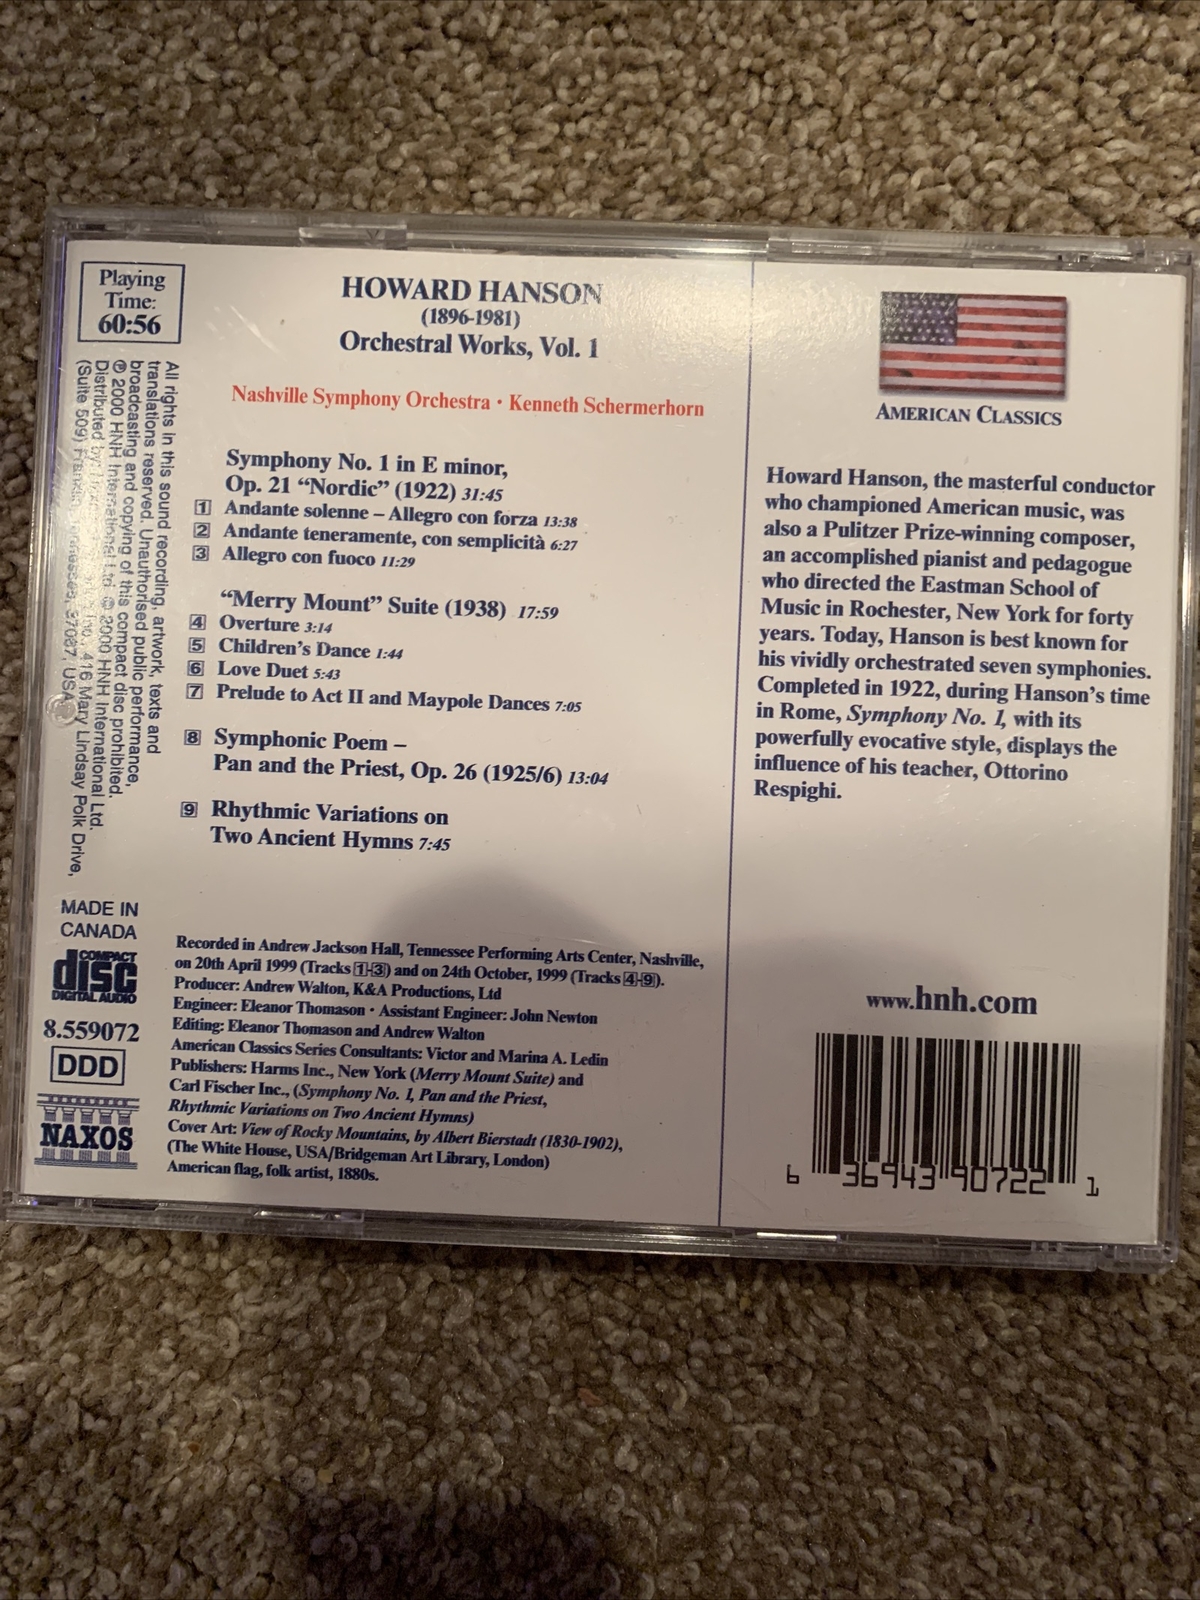 Playing
Time:
60:56
HOWARD HANSON
(1896-1981)
Orchestral Works, Vol. 1
Nashville Symphony Orchestra • Kenneth Schermerhorn
Symphony No. 1 in E minor,
Op. 21 “Nordic” (1922) 31:45
1 Andante solenne – Allegro con forza 13:38
2 Andante teneramente, con semplicità 6:27
3 Allegro con fuoco 11:29
“Merry Mount” Suite (1938) 17:59
4 Overture 3:14
5 Children’s Dance 1:44
6 Love Duet 5:43
7 Prelude to Act II and Maypole Dances 7:05
8 Symphonic Poem –
Pan and the Priest, Op. 26 (1925/6) 13:04
9 Rhythmic Variations on
Two Ancient Hymns 7:45
Recorded in Andrew Jackson Hall, Tennessee Performing Arts Center, Nashville,
on 20th April 1999 (Tracks 1-3) and on 24th October, 1999 (Tracks 4-9).
Producer: Andrew Walton, K&A Productions, Ltd
Engineer: Eleanor Thomason • Assistant Engineer: John Newton
Editing: Eleanor Thomason and Andrew Walton
American Classics Series Consultants: Victor and Marina A. Ledin
Publishers: Harms Inc., New York (Merry Mount Suite) and
Carl Fischer Inc., (Symphony No. 1, Pan and the Priest,
Rhythmic Variations on Two Ancient Hymns)
Cover Art: View of Rocky Mountains, by Albert Bierstadt (1830-1902),
(The White House, USA/Bridgeman Art Library, London)
American flag, folk artist, 1880s.
All rights in this sound recording, artwork, texts and
translations reserved. Unauthorised public performance,
broadcasting and copying of this compact disc prohibited.
℗ 2000 HNH International Ltd. © 2000 HNH International Ltd.
Distributed by: Inc., 416 Mary Lindsay Polk Drive,
(Suite 509) Franklin, Tennessee, 37067, USA
MADE IN
CANADA
COMPACT
disc
DIGITAL AUDIO
8.559072
DDD
NAXOS
AMERICAN CLASSICS
Howard Hanson, the masterful conductor
who championed American music, was
also a Pulitzer Prize-winning composer,
an accomplished pianist and pedagogue
who directed the Eastman School of
Music in Rochester, New York for forty
years. Today, Hanson is best known for
his vividly orchestrated seven symphonies.
Completed in 1922, during Hanson’s time
in Rome, Symphony No. 1, with its
powerfully evocative style, displays the
influence of his teacher, Ottorino
Respighi.
www.hnh.com
6 36943 90722 1